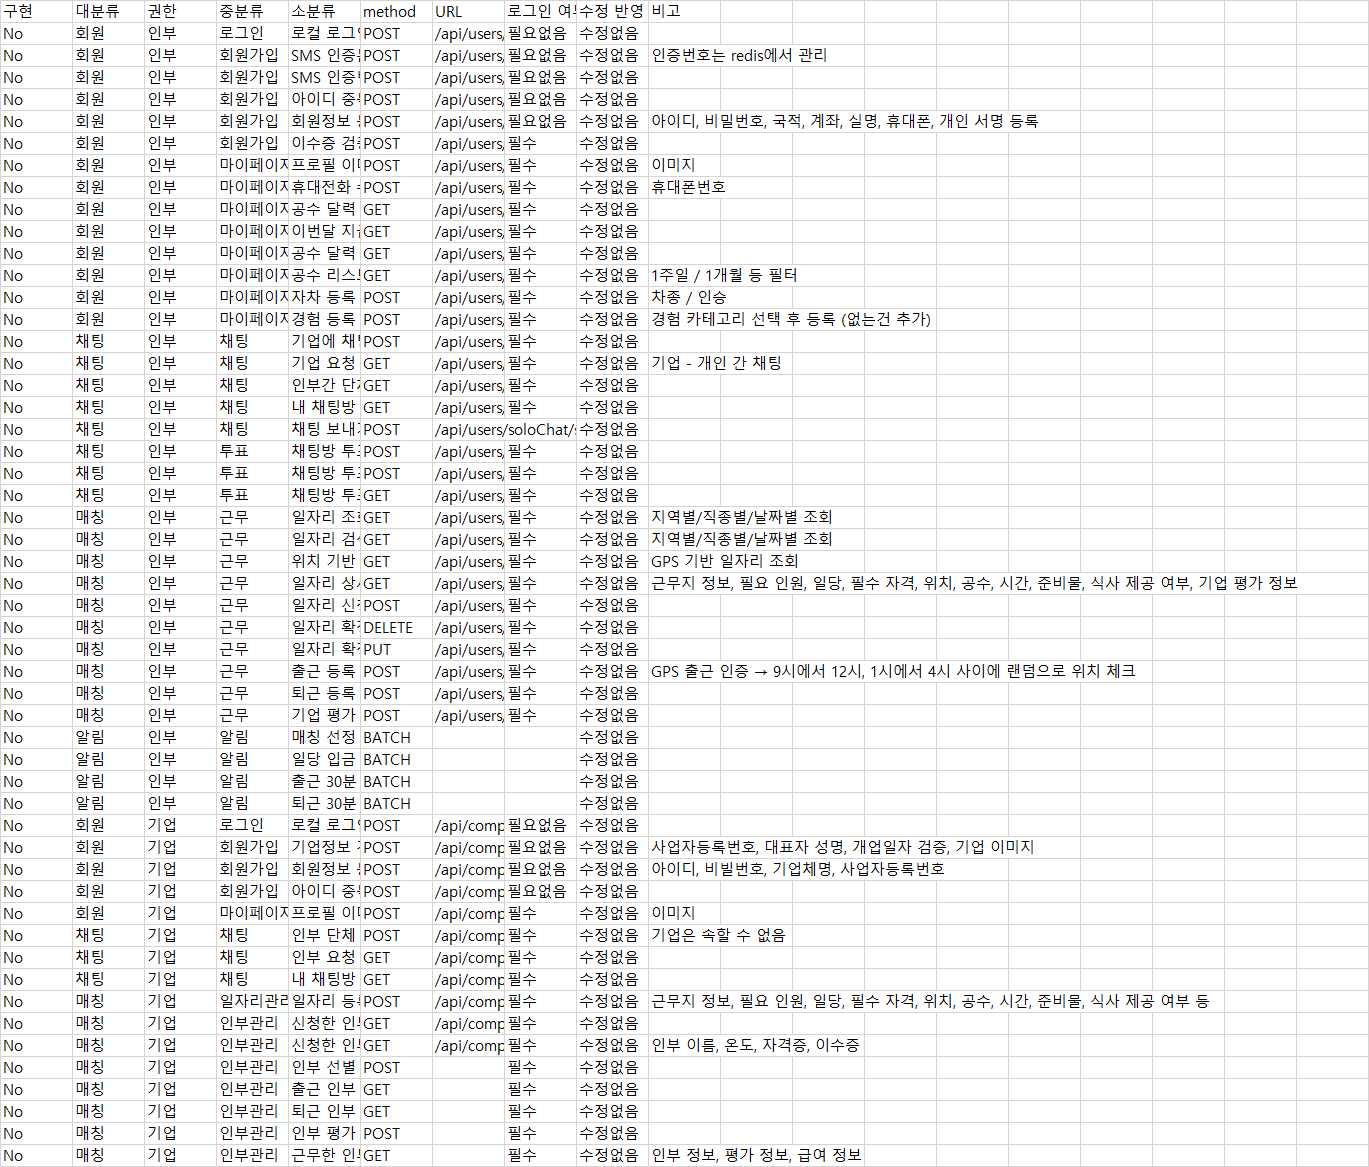 구현 대분류 권한 중분류 소분류 method URL 로그인 여 수정 반영 비고
No 회원 인부 로그인 로컬 로그 POST /api/users, 필요없음 수정없음
No 회원 인부 회원가입 SMS 인증 POST /api/users, 필요없음 수정없음 인증번호는 redis에서 관리
No 회원 인부 회원가입 SMS 인증 POST /api/users, 필요없음 수정없음
No 회원 인부 회원가입 아이디 중 POST /api/users, 필요없음 수정없음
No 회원 인부 회원가입 회원정보 POST /api/users, 필요없음 수정없음 아이디, 비밀번호, 국적, 계좌, 실명, 휴대폰, 개인 서명 등록
No 회원 인부 회원가입 이수증 검 POST /api/users, 필수 수정없음
No 회원 인부 마이페이지 프로필 이 POST /api/users, 필수 수정없음 이미지
No 회원 인부 마이페이지 휴대전화 POST /api/users, 필수 수정없음 휴대폰번호
No 회원 인부 마이페이지 공수 달력 GET /api/users, 필수 수정없음
No 회원 인부 마이페이지 이번달 지 GET /api/users, 필수 수정없음
No 회원 인부 마이페이지 공수 달력 GET /api/users, 필수 수정없음
No 회원 인부 마이페이지 공수 리스 GET /api/users, 필수 수정없음 1주일 / 1개월 등 필터
No 회원 인부 마이페이지 자차 등록 POST /api/users, 필수 수정없음 차종 / 인승
No 회원 인부 마이페이지 경험 등록 POST /api/users, 필수 수정없음 경험 카테고리 선택 후 등록 (없는건 추가)
No 채팅 인부 채팅 기업에 채 POST /api/users, 필수 수정없음
No 채팅 인부 채팅 기업 요청 GET /api/users, 필수 수정없음 기업 - 개인 간 채팅
No 채팅 인부 채팅 인부간 단 GET /api/users, 필수 수정없음
No 채팅 인부 채팅 내 채팅방 GET /api/users, 필수 수정없음
No 채팅 인부 채팅 채팅 보내 POST /api/users/soloChat/ 수정없음
No 채팅 인부 투표 채팅방 투 POST /api/users, 필수 수정없음
No 채팅 인부 투표 채팅방 투 POST /api/users, 필수 수정없음
No 채팅 인부 투표 채팅방 투 GET /api/users, 필수 수정없음
No 매칭 인부 근무 일자리 조 GET /api/users, 필수 수정없음 지역별/직종별/날짜별 조회
No 매칭 인부 근무 일자리 검 GET /api/users, 필수 수정없음 지역별/직종별/날짜별 조회
No 매칭 인부 근무 위치 기반 GET /api/users, 필수 수정없음 GPS 기반 일자리 조회
No 매칭 인부 근무 일자리 상 GET /api/users, 필수 수정없음 근무지 정보, 필요 인원, 일당, 필수 자격, 위치, 공수, 시간, 준비물, 식사 제공 여부, 기업 평가 정보
No 매칭 인부 근무 일자리 신 POST /api/users, 필수 수정없음
No 매칭 인부 근무 일자리 확 DELETE /api/users, 필수 수정없음
No 매칭 인부 근무 일자리 확 PUT /api/users, 필수 수정없음
No 매칭 인부 근무 출근 등록 POST /api/users, 필수 수정없음 GPS 출근 인증 → 9시에서 12시, 1시에서 4시 사이에 랜덤으로 위치 체크
No 매칭 인부 근무 퇴근 등록 POST /api/users, 필수 수정없음
No 매칭 인부 근무 기업 평가 POST /api/users, 필수 수정없음
No 알림 인부 알림 매칭 선정 BATCH 수정없음
No 알림 인부 알림 일당 입금 BATCH 수정없음
No 알림 인부 알림 출근 30분 BATCH 수정없음
No 알림 인부 알림 퇴근 30분 BATCH 수정없음
No 회원 기업 로그인 로컬 로그 POST /api/comp 필요없음 수정없음
No 회원 기업 회원가입 기업정보 POST /api/comp 필요없음 수정없음 사업자등록번호, 대표자 성명, 개업일자 검증, 기업 이미지
No 회원 기업 회원가입 회원정보 POST /api/comp 필요없음 수정없음 아이디, 비빌번호, 기업체명, 사업자등록번호
No 회원 기업 회원가입 아이디 중 POST /api/comp 필요없음 수정없음
No 회원 기업 마이페이지 프로필 이 POST /api/comp 필수 수정없음 이미지
No 채팅 기업 채팅 인부 단체 POST /api/comp 필수 수정없음 기업은 속할 수 없음
No 채팅 기업 채팅 인부 요청 GET /api/comp 필수 수정없음
No 채팅 기업 채팅 내 채팅방 GET /api/comp 필수 수정없음
No 매칭 기업 일자리관리 일자리 등 POST /api/comp 필수 수정없음 근무지 정보, 필요 인원, 일당, 필수 자격, 위치, 공수, 시간, 준비물, 식사 제공 여부 등
No 매칭 기업 인부관리 신청한 인 GET /api/comp 필수 수정없음
No 매칭 기업 인부관리 신청한 인 GET /api/comp 필수 수정없음 인부 이름, 온도, 자격증, 이수증
No 매칭 기업 인부관리 인부 선별 POST 필수 수정없음
No 매칭 기업 인부관리 출근 인부 GET 필수 수정없음
No 매칭 기업 인부관리 퇴근 인부 GET 필수 수정없음
No 매칭 기업 인부관리 인부 평가 POST 필수 수정없음
No 매칭 기업 인부관리 근무한 인 GET 필수 수정없음 인부 정보, 평가 정보, 급여 정보